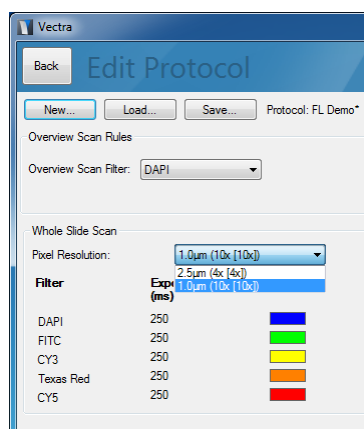 Vectra
Back
Edit Protocol
New...
Load...
Save...
Protocol: FL Demo*
Overview Scan Rules
Overview Scan Filter:
DAPI
Whole Slide Scan
Pixel Resolution:
1.0µm (10x [10x])
2.5µm (4x [4x])
1.0µm (10x [10x])
Filter
(ms)
DAPI 250
FITC 250
CY3 250
Texas Red 250
CY5 250